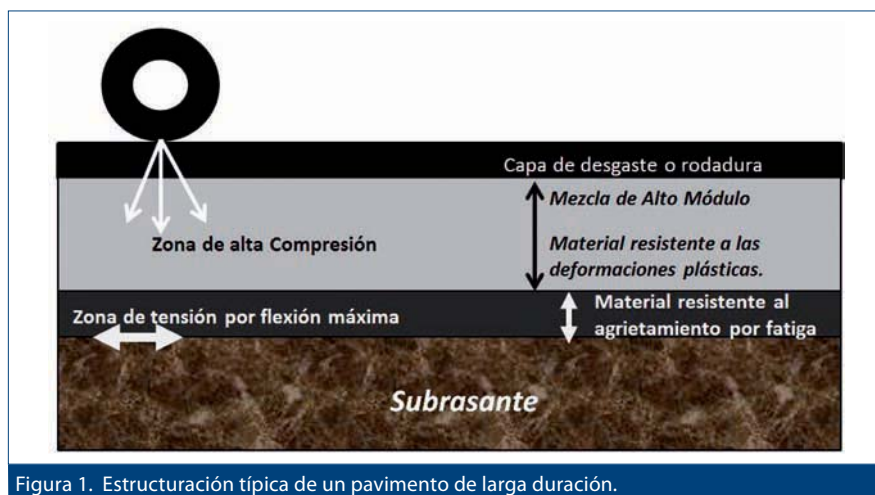 Capa de desgaste o rodadura
Mezcla de Alto Módulo
Zona de alta Compresión
Material resistente a las
deformaciones plásticas.
Zona de tensión por flexión máxima
Material resistente al
agrietamiento por fatiga
Subrasante
Figura 1. Estructuración típica de un pavimento de larga duración.